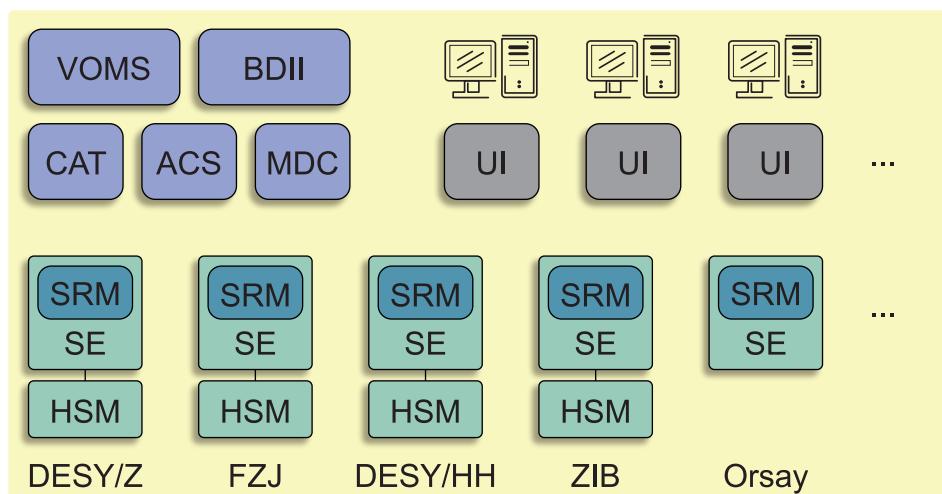 VOMS BDII
CAT ACS MDC UI UI UI ...
SRM SRM SRM SRM SRM
SE SE SE SE SE ...
HSM HSM HSM HSM
DESY/Z FZJ DESY/HH ZIB Orsay